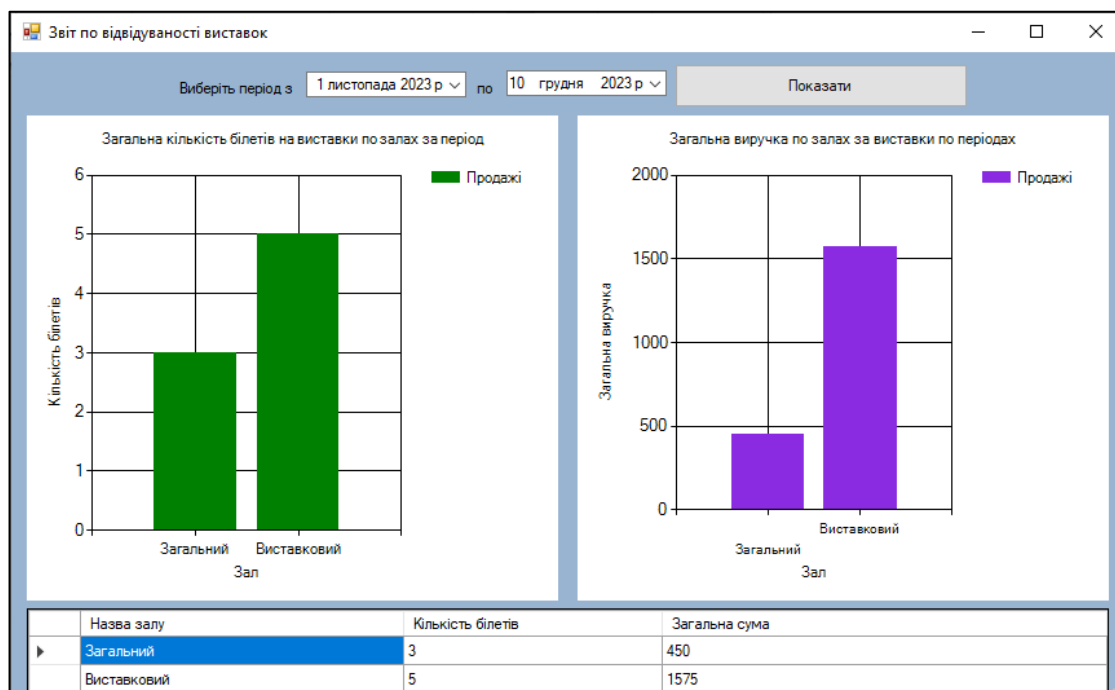 Звіт по відвідуваності виставок
Виберіть період з 1 листопада 2023 р по 10 грудня 2023 р Показати
Загальна кількість білетів на виставки по залах за період
Продажі
Кількість білетів
6
5
4
3
2
1
0
Загальний Виставковий
Зал
Загальна виручка по залах за виставки по періодах
Продажі
Загальна виручка
2000
1500
1000
500
0
Виставковий
Загальний
Зал
Назва залу Кількість білетів Загальна сума
Загальний 3 450
Виставковий 5 1575